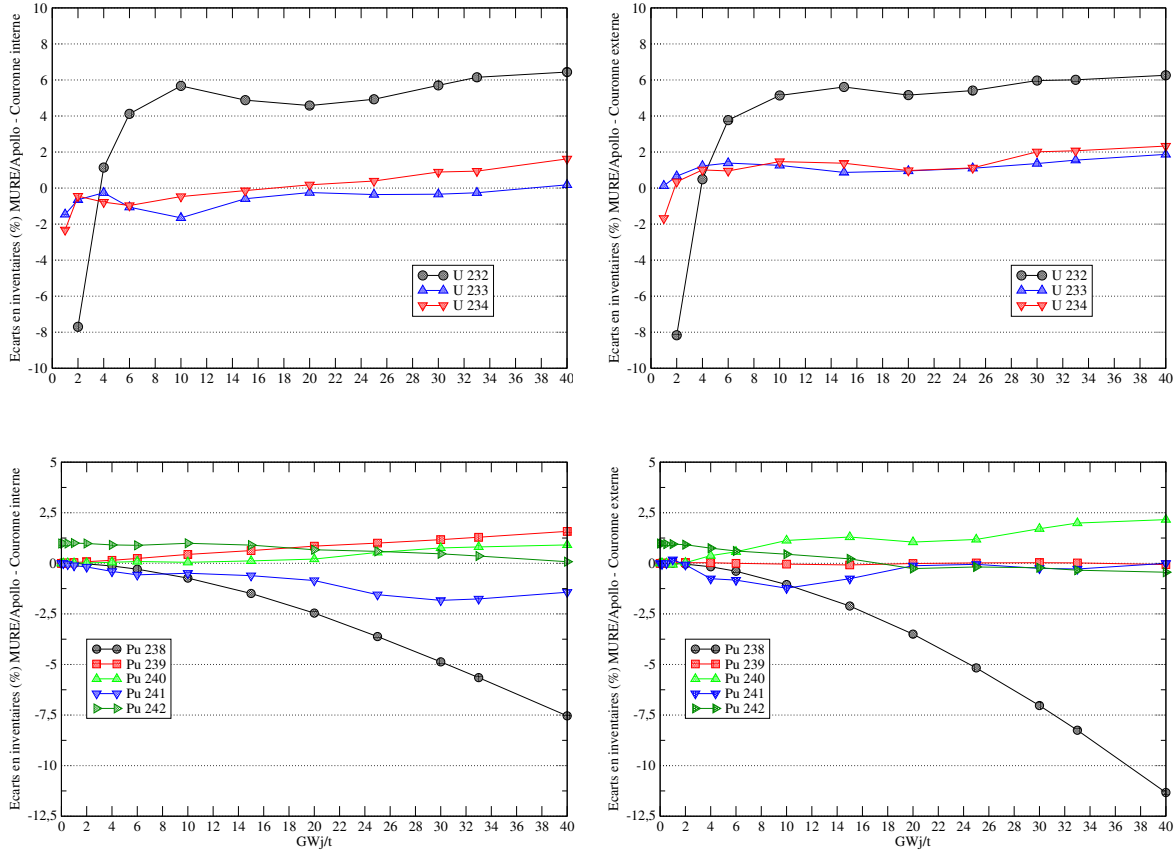 Ecarts en inventaires (%) MURE/Apollo - Couronne interne
10
8
6
4
2
0
-2
-4
-6
-8
-10
0 2 4 6 8 10 12 14 16 18 20 22 24 26 28 30 32 34 36 38 40
U 232
U 233
U 234
Ecarts en inventaires (%) MURE/Apollo - Couronne externe
10
8
6
4
2
0
-2
-4
-6
-8
-10
0 2 4 6 8 10 12 14 16 18 20 22 24 26 28 30 32 34 36 38 40
U 232
U 233
U 234
Ecarts en inventaires (%) MURE/Apollo - Couronne interne
5
2,5
0
-2,5
-5
-7,5
-10
-12,5
0 2 4 6 8 10 12 14 16 18 20 22 24 26 28 30 32 34 36 38 40
GWj/t
Pu 238
Pu 239
Pu 240
Pu 241
Pu 242
Ecarts en inventaires (%) MURE/Apollo - Couronne externe
5
2,5
0
-2,5
-5
-7,5
-10
-12,5
0 2 4 6 8 10 12 14 16 18 20 22 24 26 28 30 32 34 36 38 40
GWj/t
Pu 238
Pu 239
Pu 240
Pu 241
Pu 242